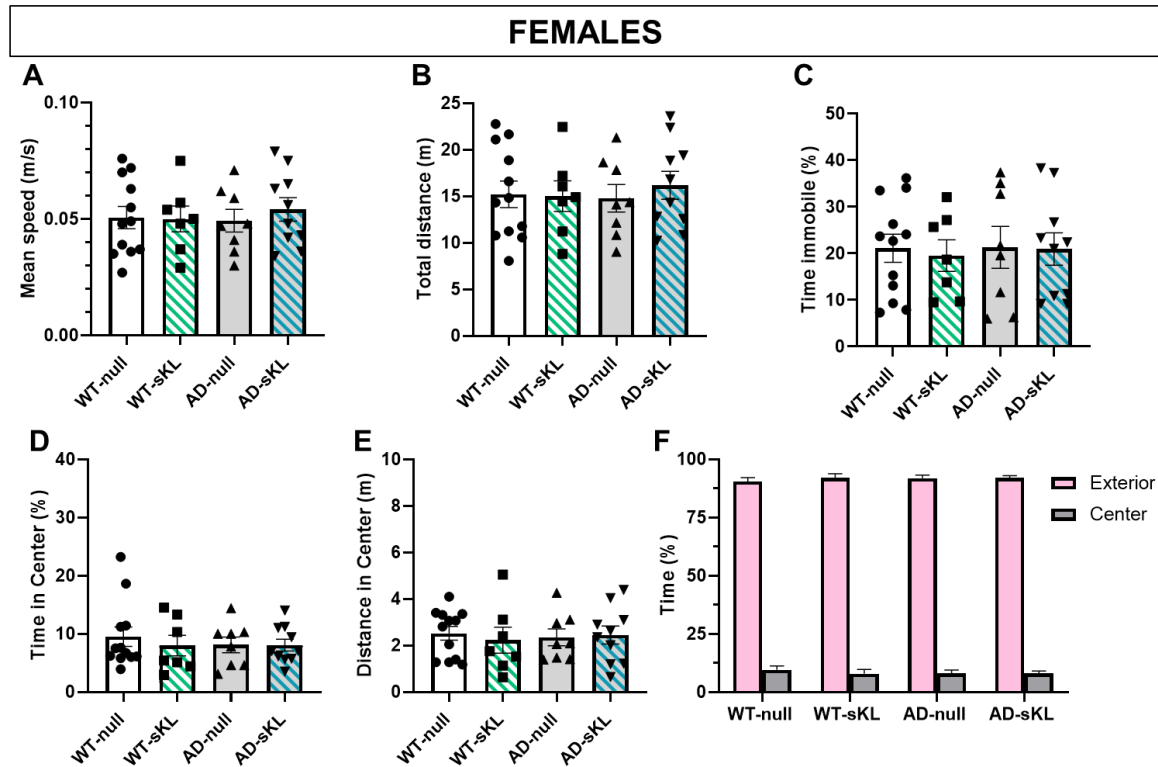 FEMALES
A
Mean speed (m/s)
0.10
0.05
0.00
WT-null
WT-sKL
AD-null
AD-sKL
B
Total distance (m)
25
20
15
10
5
0
WT-null
WT-sKL
AD-null
AD-sKL
C
Time immobile (%)
50
40
30
20
10
0
WT-null
WT-sKL
AD-null
AD-sKL
D
Time in Center (%)
40
30
20
10
0
WT-null
WT-sKL
AD-null
AD-sKL
E
Distance in Center (m)
10
8
6
4
2
0
WT-null
WT-sKL
AD-null
AD-sKL
F
Time (%)
100
75
50
25
0
WT-null
WT-sKL
AD-null
AD-sKL
Exterior
Center